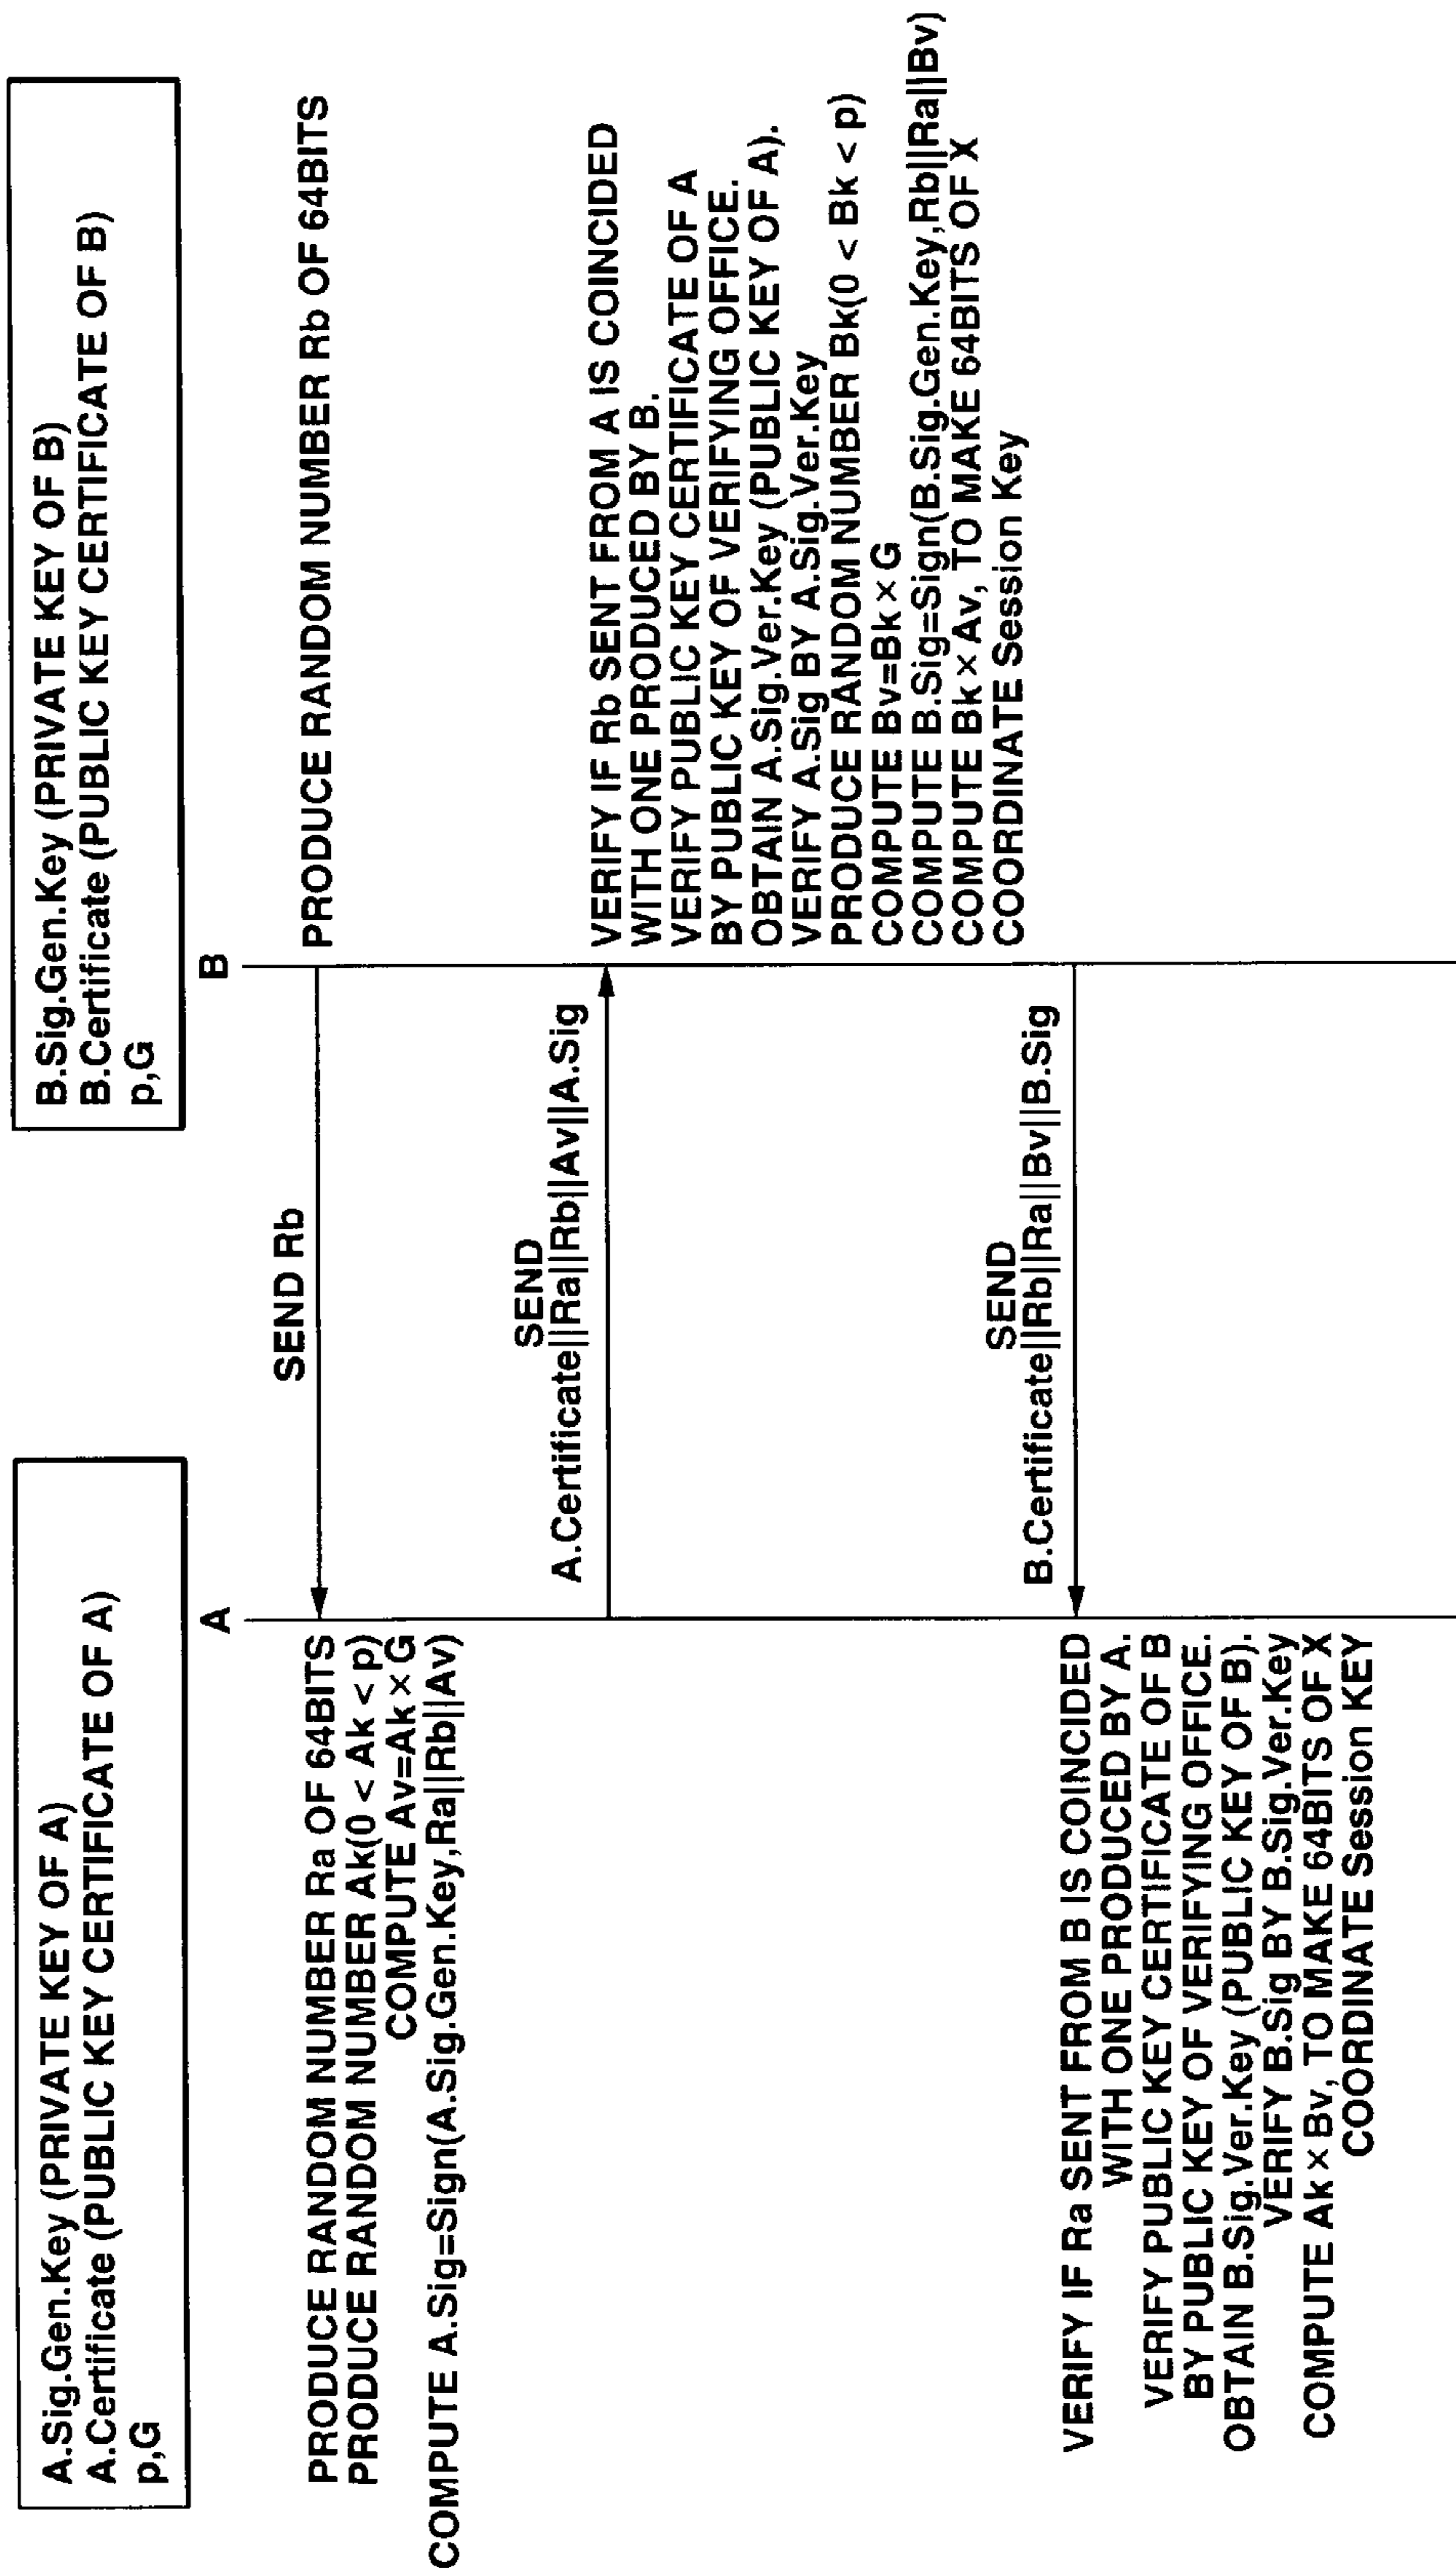 A.Sig.Gen.Key (PRIVATE KEY OF A)
A.Certificate (PUBLIC KEY CERTIFICATE OF A)
p,G
B.Sig.Gen.Key (PRIVATE KEY OF B)
B.Certificate (PUBLIC KEY CERTIFICATE OF B)
p,G
A
B
SEND Rb
PRODUCE RANDOM NUMBER Rb OF 64BITS
PRODUCE RANDOM NUMBER Ra OF 64BITS
PRODUCE RANDOM NUMBER Ak(0 < Ak < p)
COMPUTE Av=Ak×G
COMPUTE A.Sig=Sign(A.Sig.Gen.Key,Ra||Rb||Av)
SEND
A.Certificate||Ra||Rb||Av||A.Sig
VERIFY IF Rb SENT FROM A IS COINCIDED
WITH ONE PRODUCED BY B.
VERIFY PUBLIC KEY CERTIFICATE OF A
BY PUBLIC KEY OF VERIFYING OFFICE.
OBTAIN A.Sig.Ver.Key (PUBLIC KEY OF A).
VERIFY A.Sig BY A.Sig.Ver.Key
PRODUCE RANDOM NUMBER Bk(0 < Bk < p)
COMPUTE Bv=Bk×G
COMPUTE B.Sig=Sign(B.Sig.Gen.Key,Rb||Ra||Bv)
COMPUTE Bk×Av, TO MAKE 64BITS OF X
COORDINATE Session Key
SEND
B.Certificate||Rb||Ra||Bv||B.Sig
VERIFY IF Ra SENT FROM B IS COINCIDED
WITH ONE PRODUCED BY A.
VERIFY PUBLIC KEY CERTIFICATE OF B
BY PUBLIC KEY OF VERIFYING OFFICE.
OBTAIN B.Sig.Ver.Key (PUBLIC KEY OF B).
VERIFY B.Sig BY B.Sig.Ver.Key
COMPUTE Ak×Bv, TO MAKE 64BITS OF X
COORDINATE Session KEY